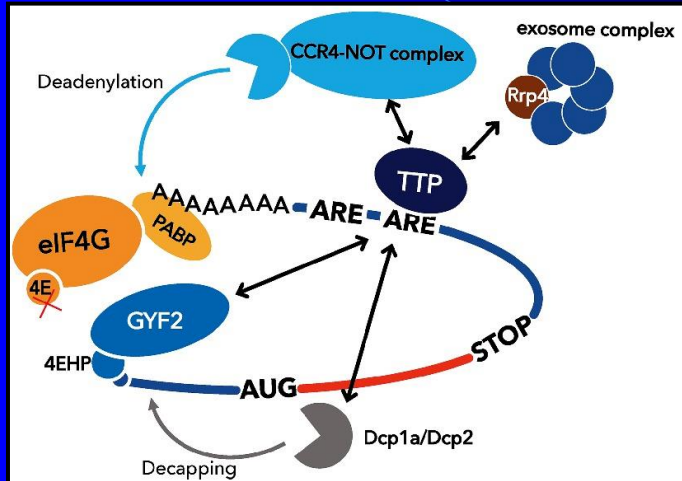 exosome complex
CCR4-NOT complex
Rrp4
Deadenylation
TTP
AAAAAAAA
ARE
ARE
PABP
eIF4G
4E
GYF2
4EHP
STOP
AUG
Dcp1a/Dcp2
Decapping